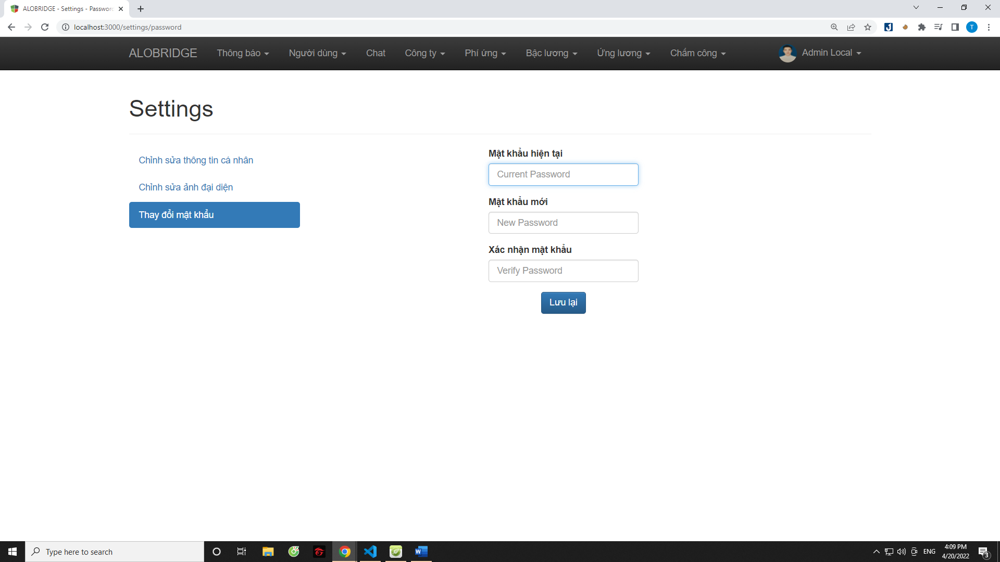 ALOBRIDGE - Settings - Password
localhost:3000/settings/password
T
ALOBRIDGE Thông báo Người dùng Chat Công ty Phí ứng Bậc lương Ứng lương Chấm công Admin Local
Settings
Chỉnh sửa thông tin cá nhân
Chỉnh sửa ảnh đại diện
Thay đổi mật khẩu
Mật khẩu hiện tại
Current Password
Mật khẩu mới
New Password
Xác nhận mật khẩu
Verify Password
Lưu lại
Type here to search
ENG
4:09 PM
4/20/2022
3